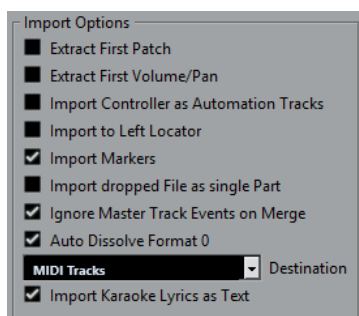 Import Options
Extract First Patch
Extract First Volume/Pan
Import Controller as Automation Tracks
Import to Left Locator
Import Markers
Import dropped File as single Part
Ignore Master Track Events on Merge
Auto Dissolve Format 0
MIDI Tracks Destination
Import Karaoke Lyrics as Text